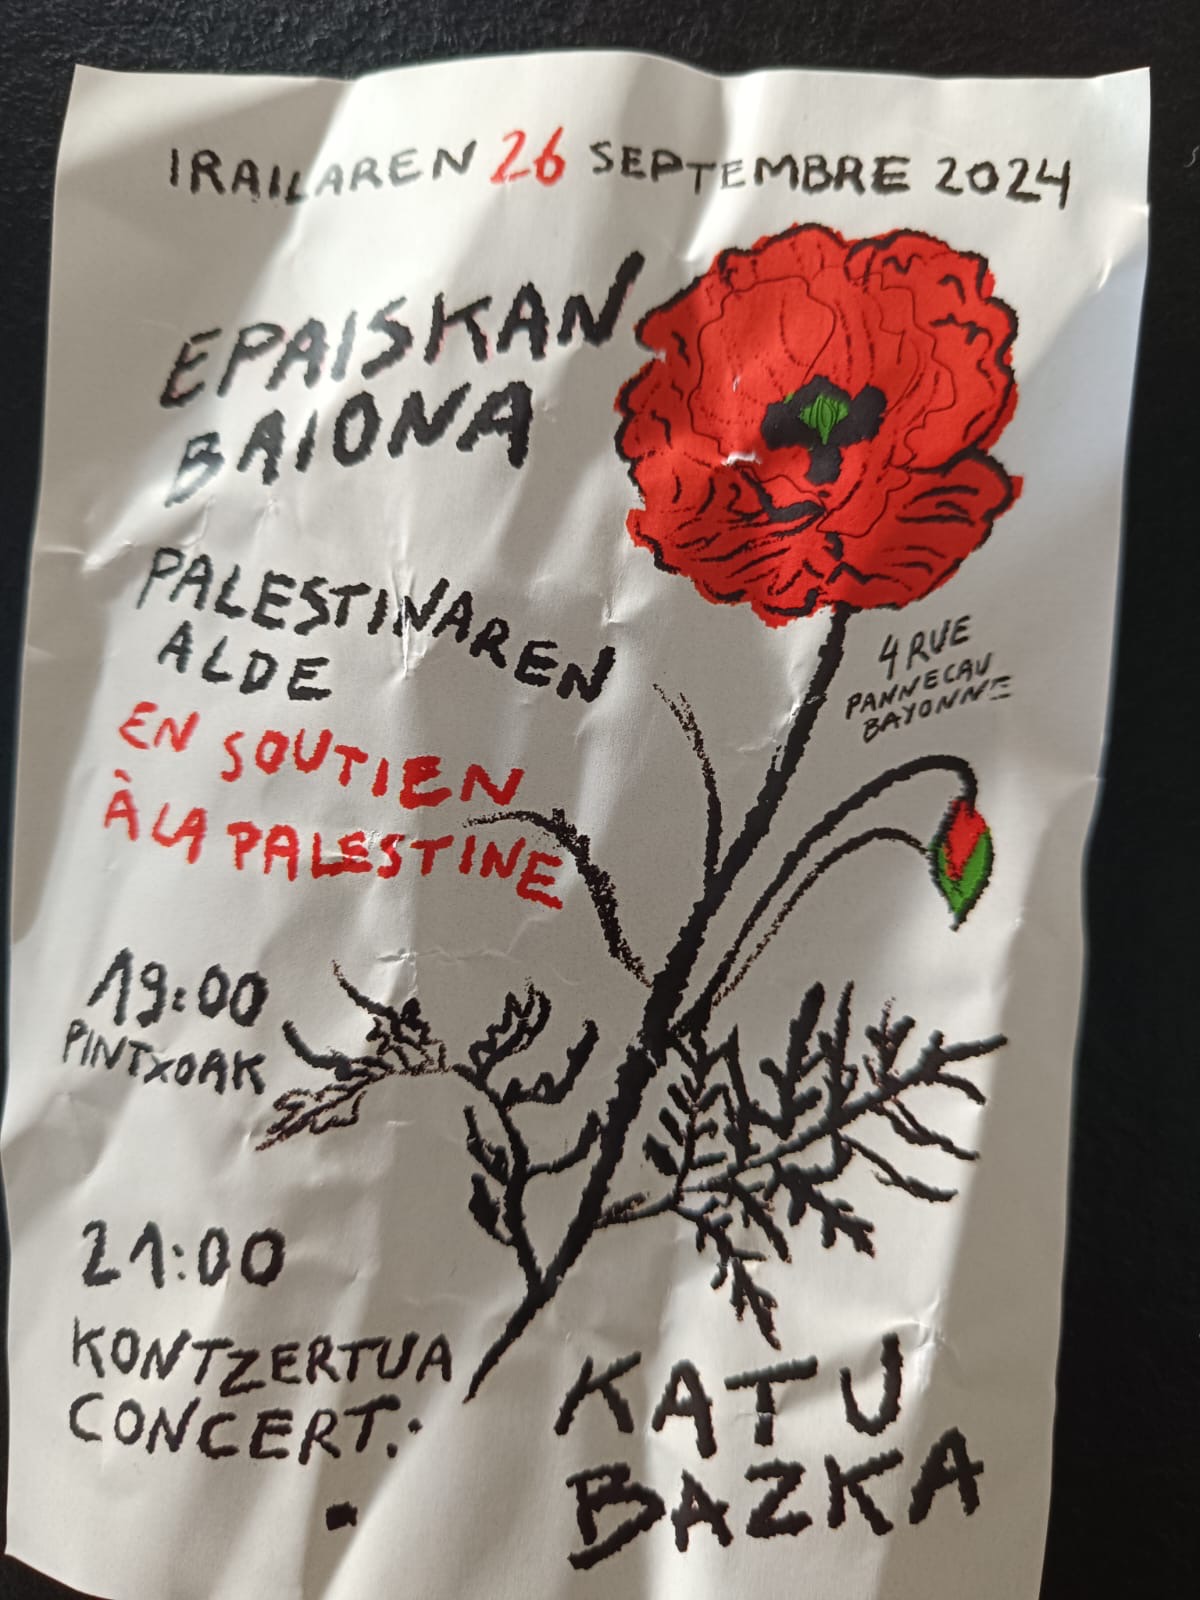 IRAILAREN 26 SEPTEMBRE 2024
EPAISKAN
BAIONA
PALESTINAREN
ALDE
EN SOUTIEN
À LA PALESTINE
4 RUE
PANNECAU
BAYONNE
19:00
PINTXOAK
21:00
KONTZERTUA
CONCERT.:
KATU
BAZKA